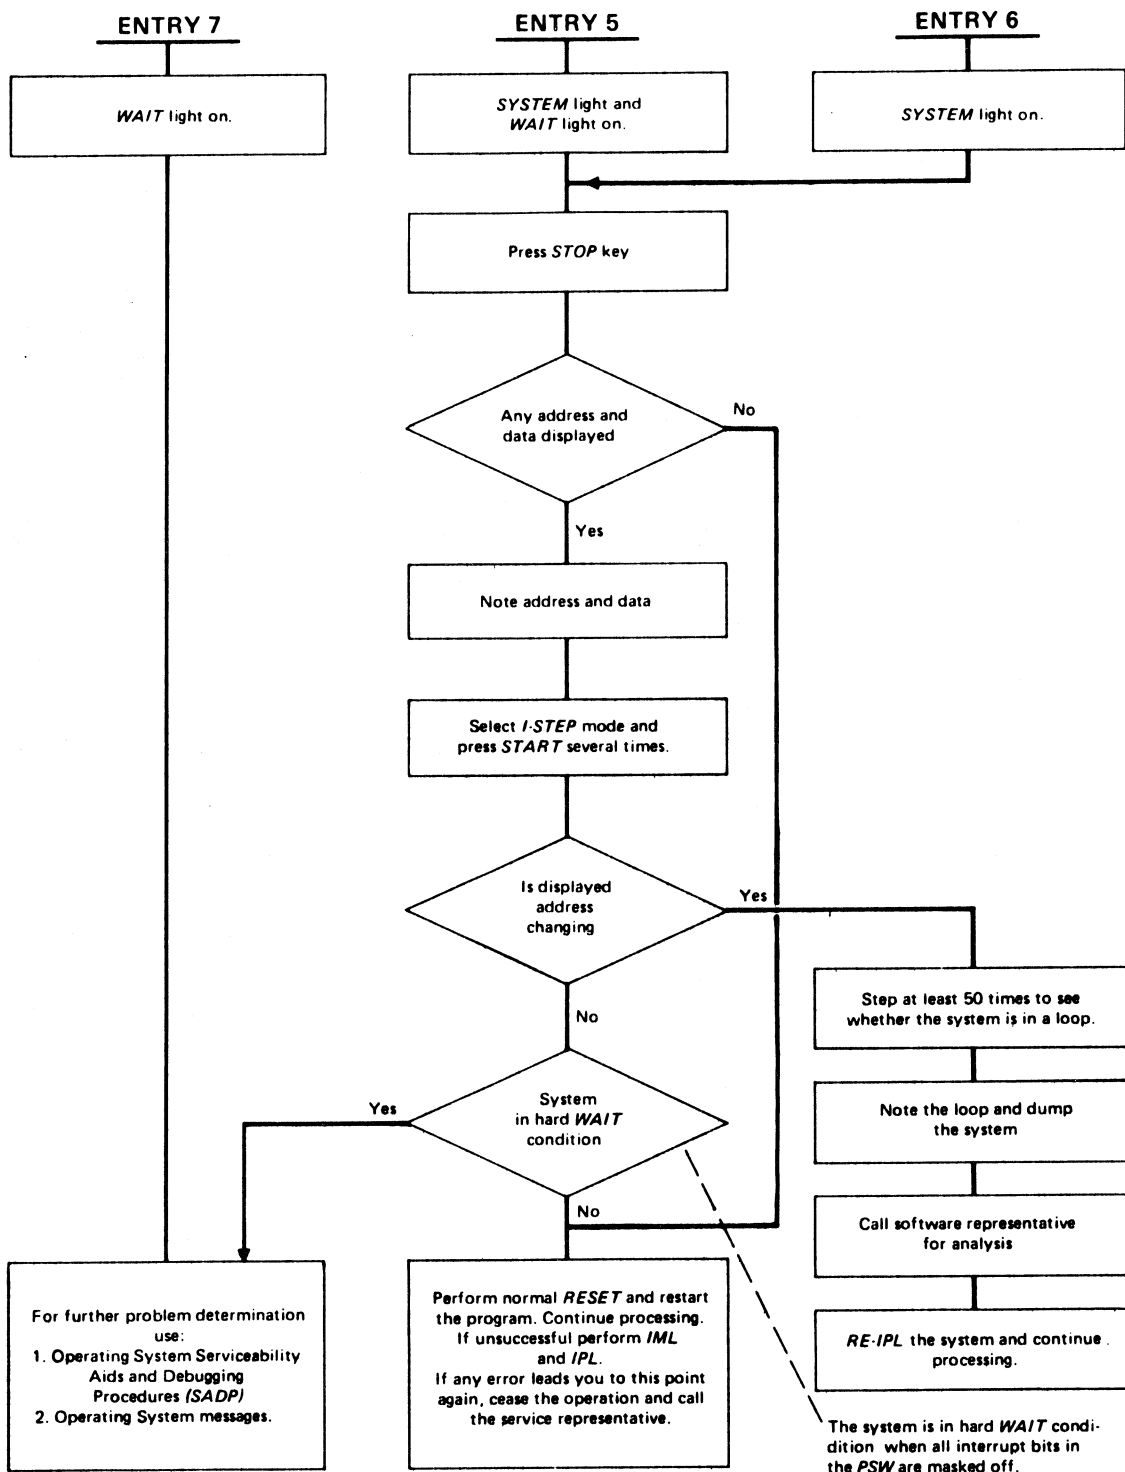 ENTRY 7
ENTRY 5
ENTRY 6
WAIT light on.
SYSTEM light and
WAIT light on.
SYSTEM light on.
Press STOP key
Any address and
data displayed
No
Yes
Note address and data
Select I-STEP mode and
press START several times.
Is displayed
address
changing
Yes
No
Step at least 50 times to see
whether the system is in a loop.
System
in hard WAIT
condition
Yes
No
Note the loop and dump
the system
Call software representative
for analysis
RE-IPL the system and continue
processing.
For further problem determination
use:
1. Operating System Serviceability
Aids and Debugging
Procedures (SADP)
2. Operating System messages.
Perform normal RESET and restart
the program. Continue processing.
If unsuccessful perform IML
and IPL.
If any error leads you to this point
again, cease the operation and call
the service representative.
The system is in hard WAIT condi-
dition when all interrupt bits in
the PSW are masked off.